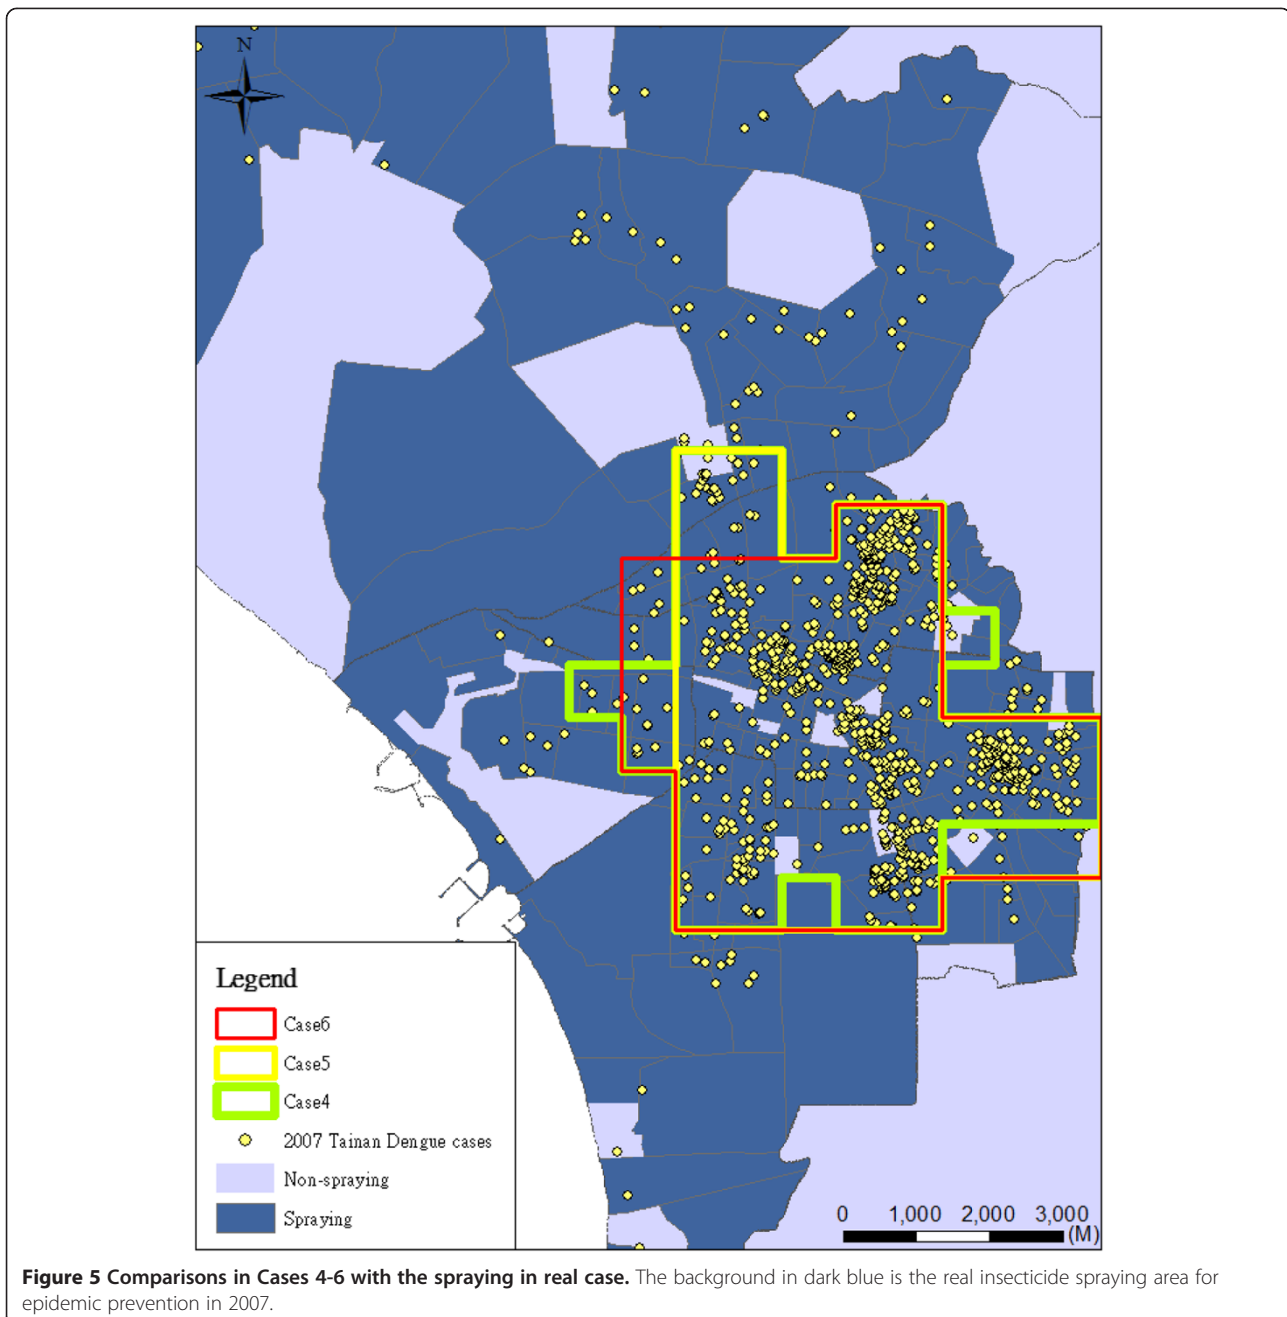 N
Legend
Case6
Case5
Case4
2007 Tainan Dengue cases
Non-spraying
Spraying
0 1,000 2,000 3,000
(M)
Figure 5 Comparisons in Cases 4-6 with the spraying in real case. The background in dark blue is the real insecticide spraying area for
epidemic prevention in 2007.